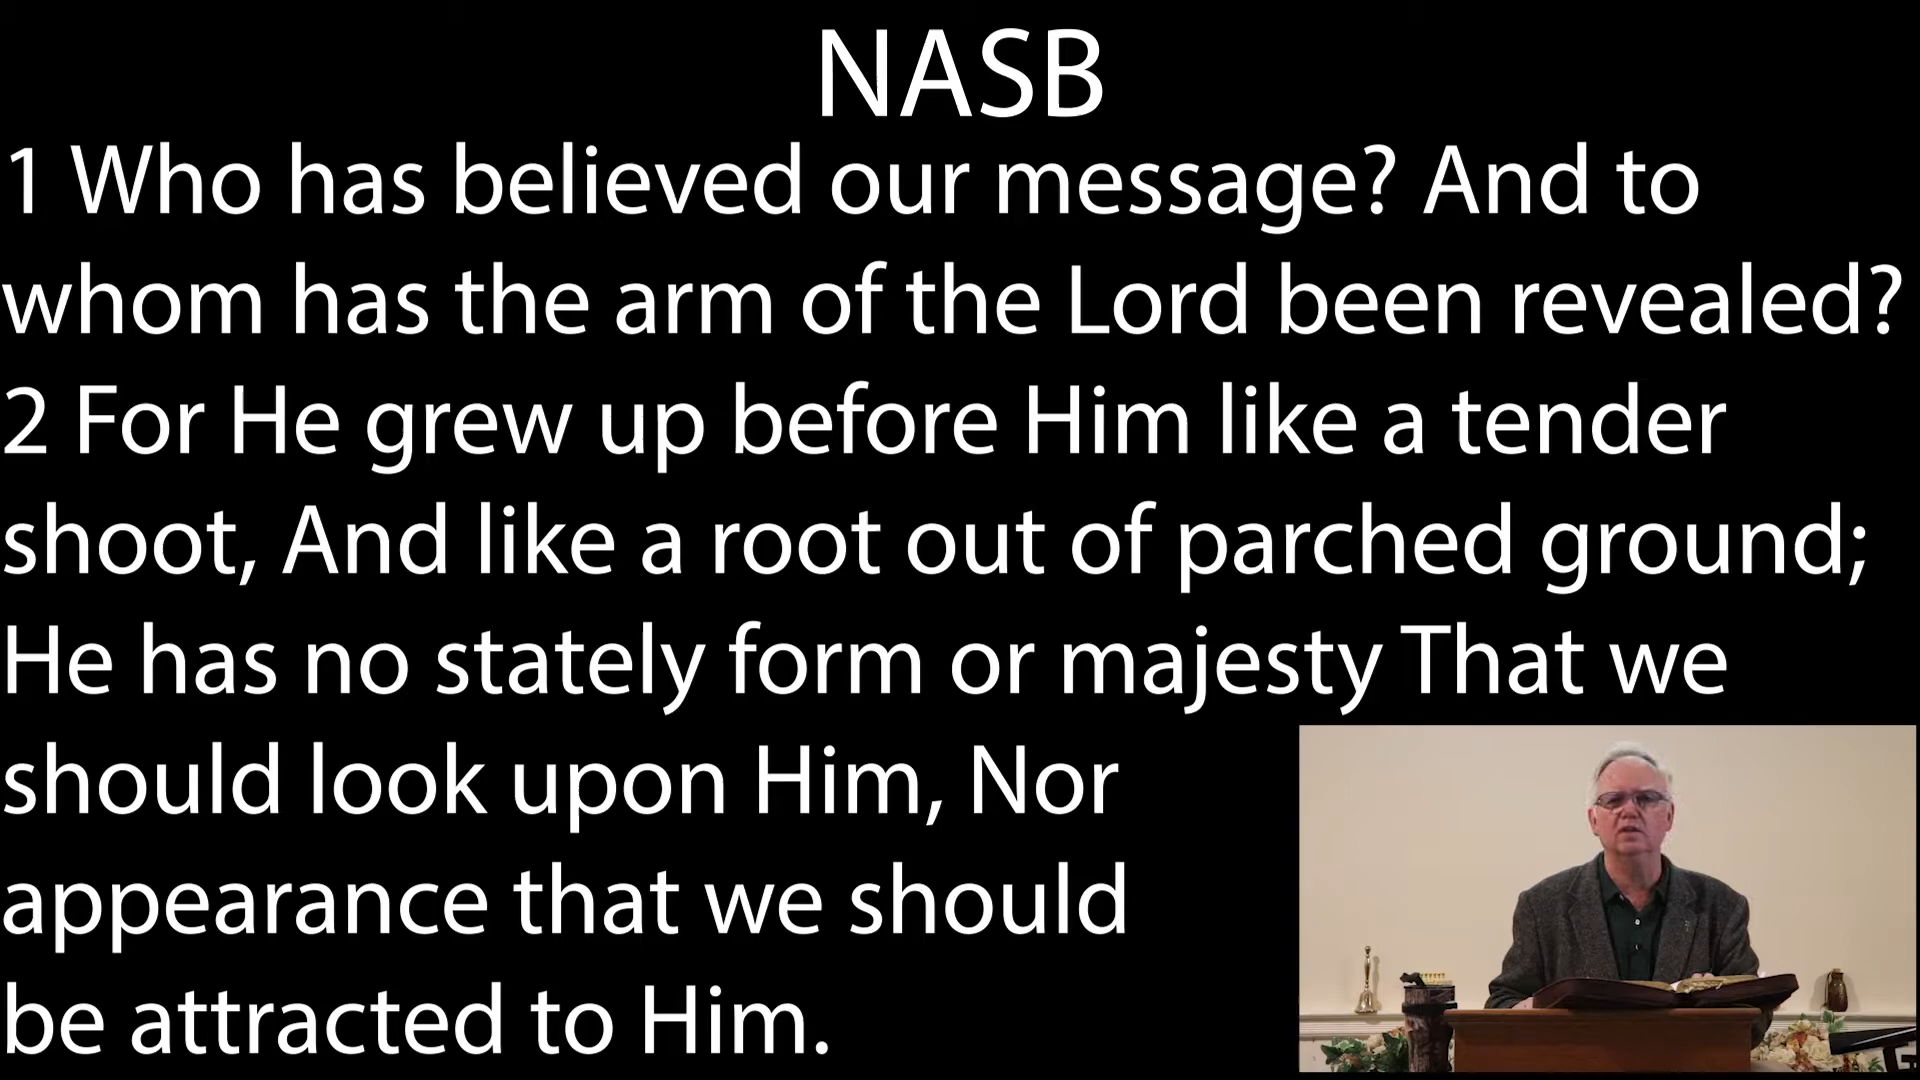 NASB
1 Who has believed our message? And to
whom has the arm of the Lord been revealed?
2 For He grew up before Him like a tender
shoot, And like a root out of parched ground;
He has no stately form or majesty That we
should look upon Him, Nor
appearance that we should
be attracted to Him.